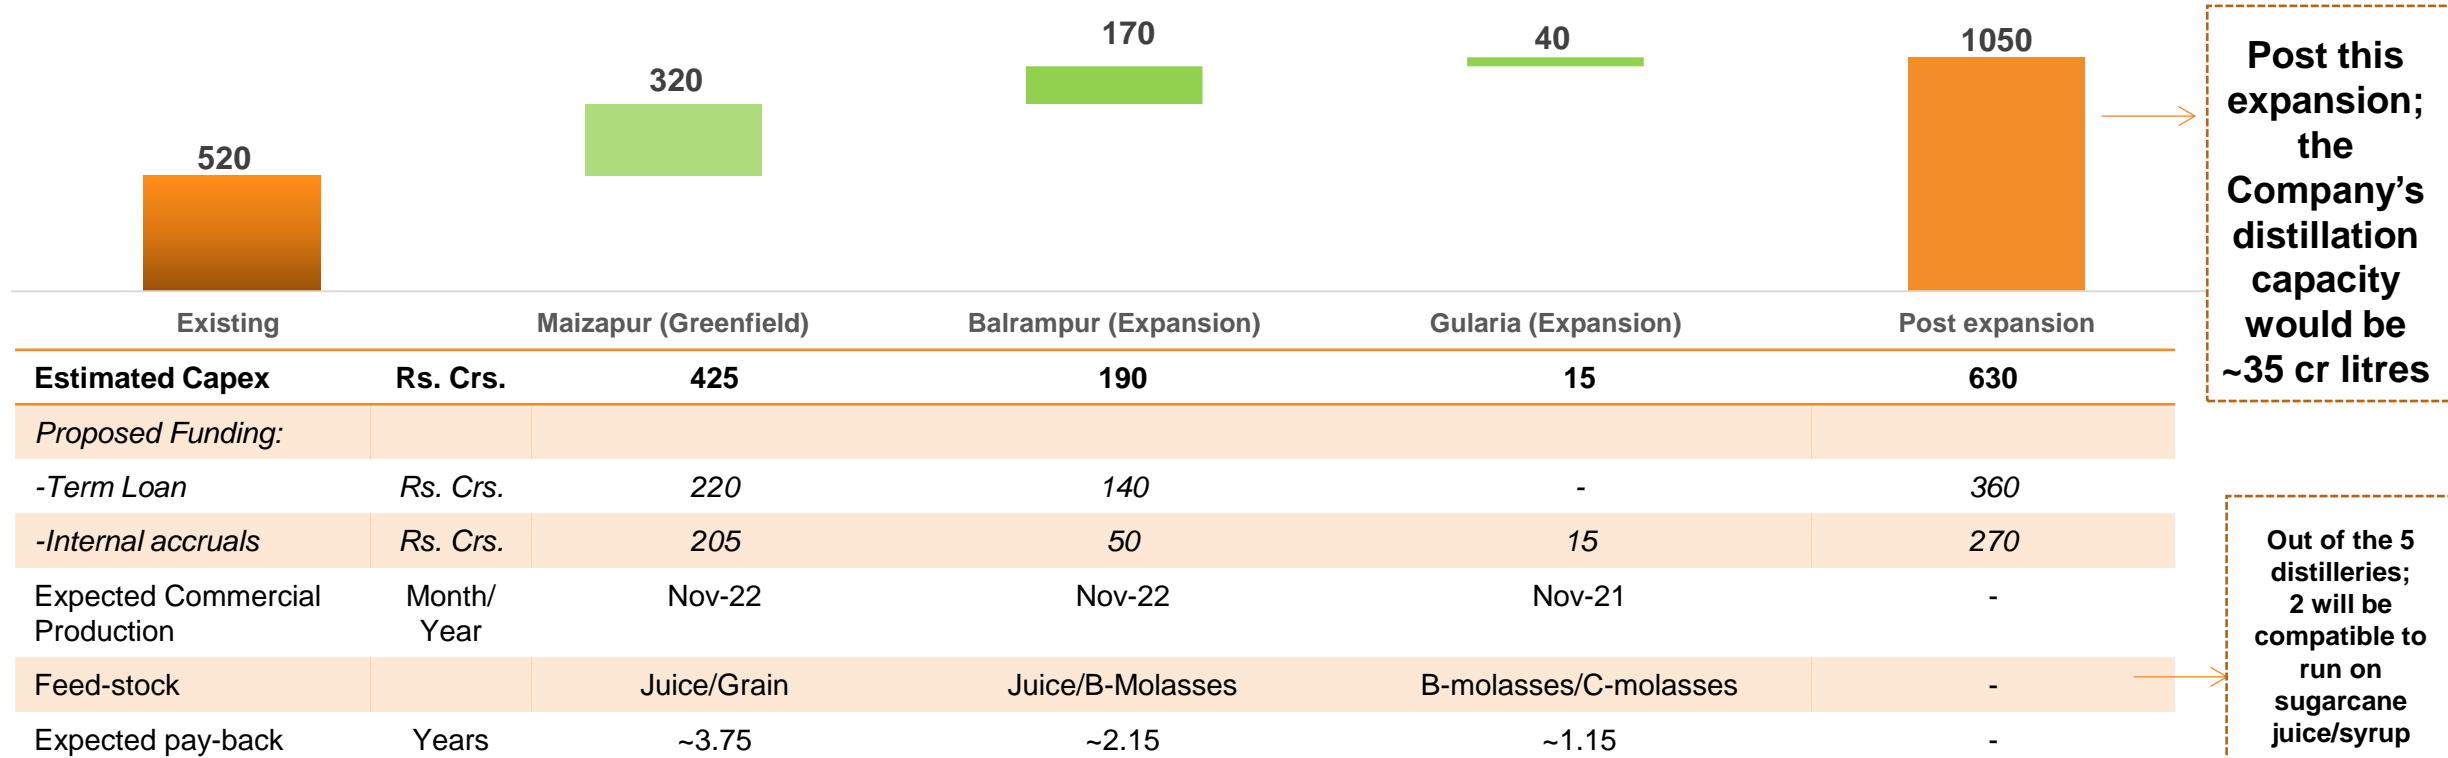 520
320
170
40
1050
Existing
Maizapur (Greenfield)
Balrampur (Expansion)
Gularia (Expansion)
Post expansion
Estimated Capex Rs. Crs. 425 190 15 630
Proposed Funding:
-Term Loan Rs. Crs. 220 140 - 360
-Internal accruals Rs. Crs. 205 50 15 270
Expected Commercial Month/ Nov-22 Nov-22 Nov-21 -
Production Year
Feed-stock Juice/Grain Juice/B-Molasses B-molasses/C-molasses -
Expected pay-back Years ~3.75 ~2.15 ~1.15 -
Post this
expansion;
the
Company’s
distillation
capacity
would be
~35 cr litres
Out of the 5
distilleries;
2 will be
compatible to
run on
sugarcane
juice/syrup